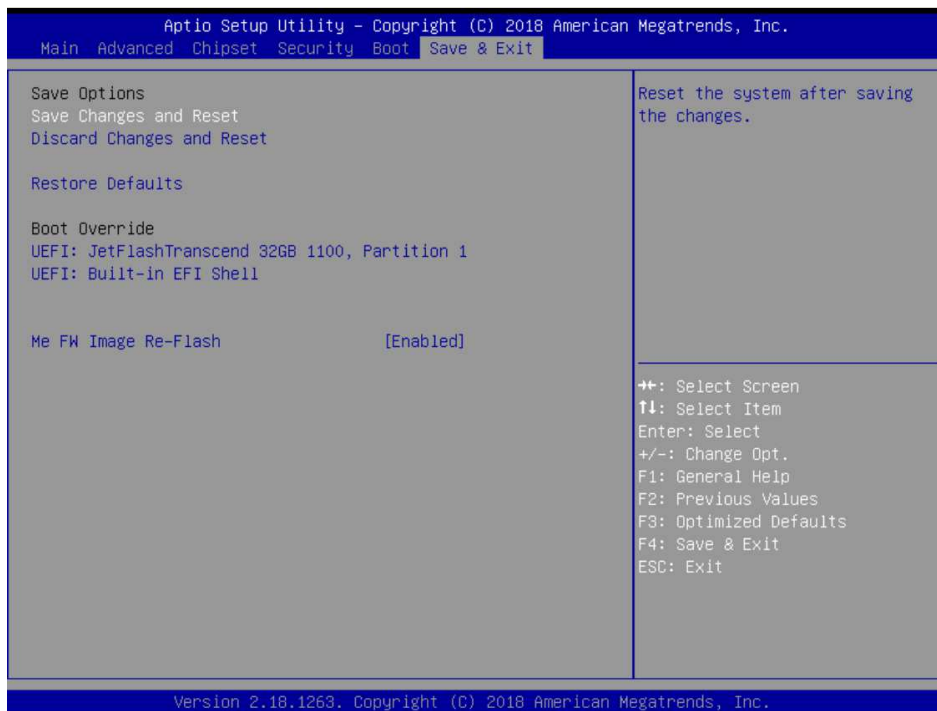 Aptio Setup Utility – Copyright (C) 2018 American Megatrends, Inc.
Main Advanced Chipset Security Boot Save & Exit
Save Options
Save Changes and Reset
Discard Changes and Reset
Restore Defaults
Boot Override
UEFI: JetFlashTranscend 32GB 1100, Partition 1
UEFI: Built-in EFI Shell
Me FW Image Re-Flash [Enabled]
Reset the system after saving
the changes.
→←: Select Screen
↑↓: Select Item
Enter: Select
+/-: Change Opt.
F1: General Help
F2: Previous Values
F3: Optimized Defaults
F4: Save & Exit
ESC: Exit
Version 2.18.1263. Copyright (C) 2018 American Megatrends, Inc.